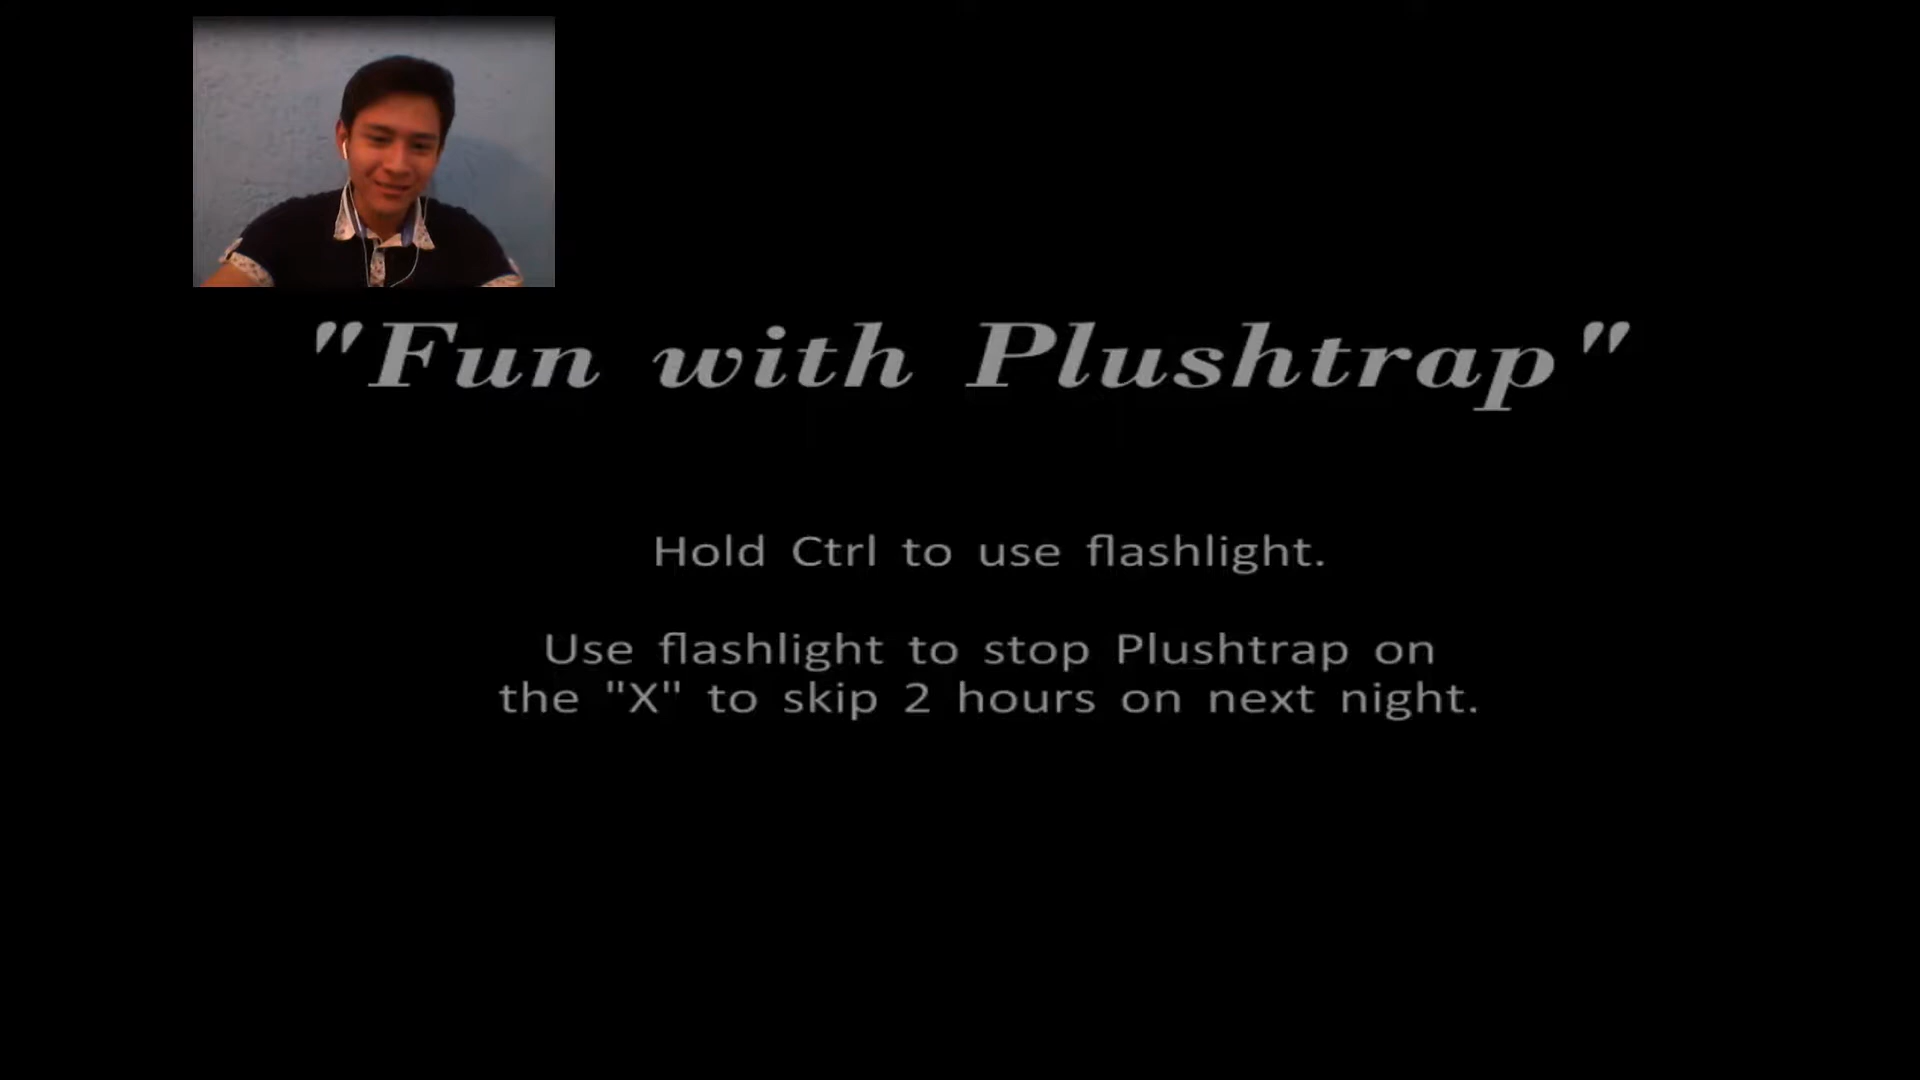 "Fun with Plushtrap"
Hold Ctrl to use flashlight.
Use flashlight to stop Plushtrap on
the "X" to skip 2 hours on next night.